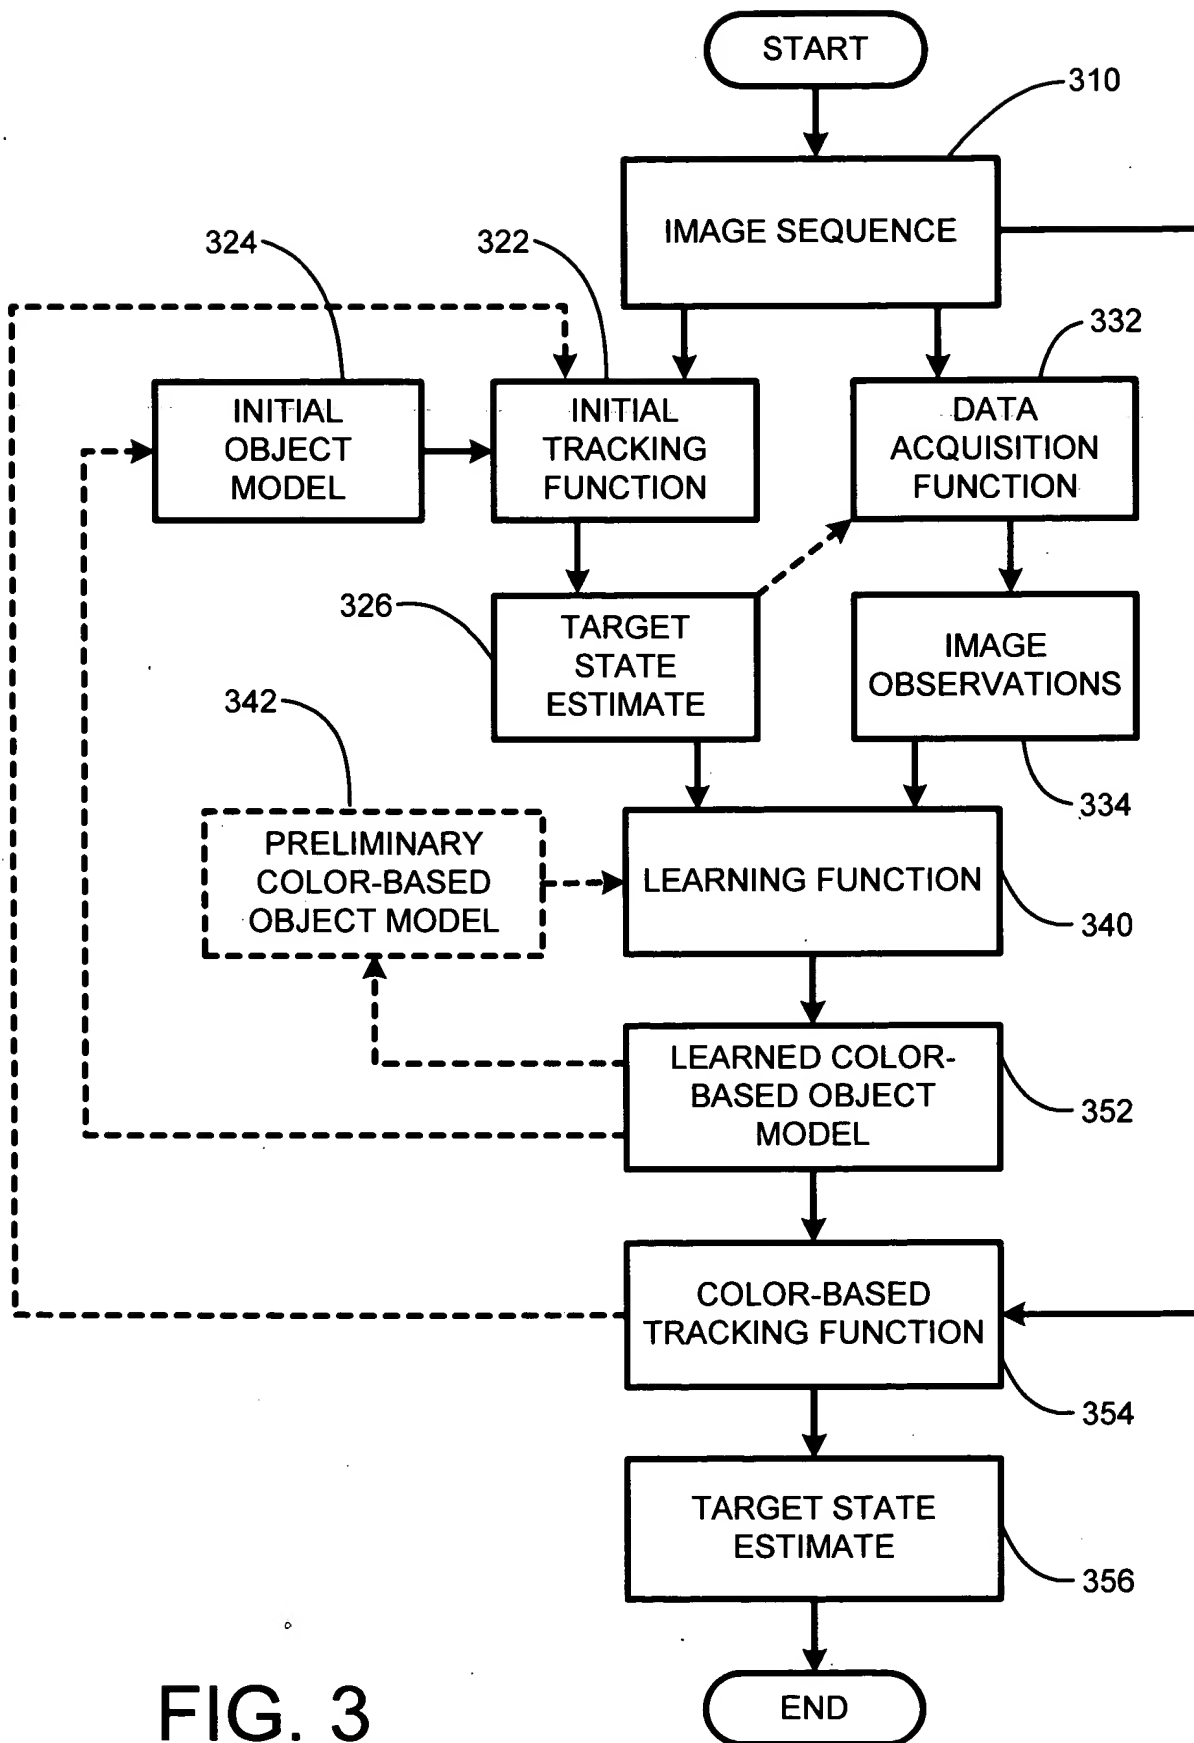 START
310
IMAGE SEQUENCE
324
322
332
INITIAL
OBJECT
MODEL
INITIAL
TRACKING
FUNCTION
DATA
ACQUISITION
FUNCTION
326
TARGET
STATE
ESTIMATE
IMAGE
OBSERVATIONS
342
334
PRELIMINARY
COLOR-BASED
OBJECT MODEL
LEARNING FUNCTION
340
LEARNED COLOR-
BASED OBJECT
MODEL
352
COLOR-BASED
TRACKING FUNCTION
354
TARGET STATE
ESTIMATE
356
END
FIG. 3